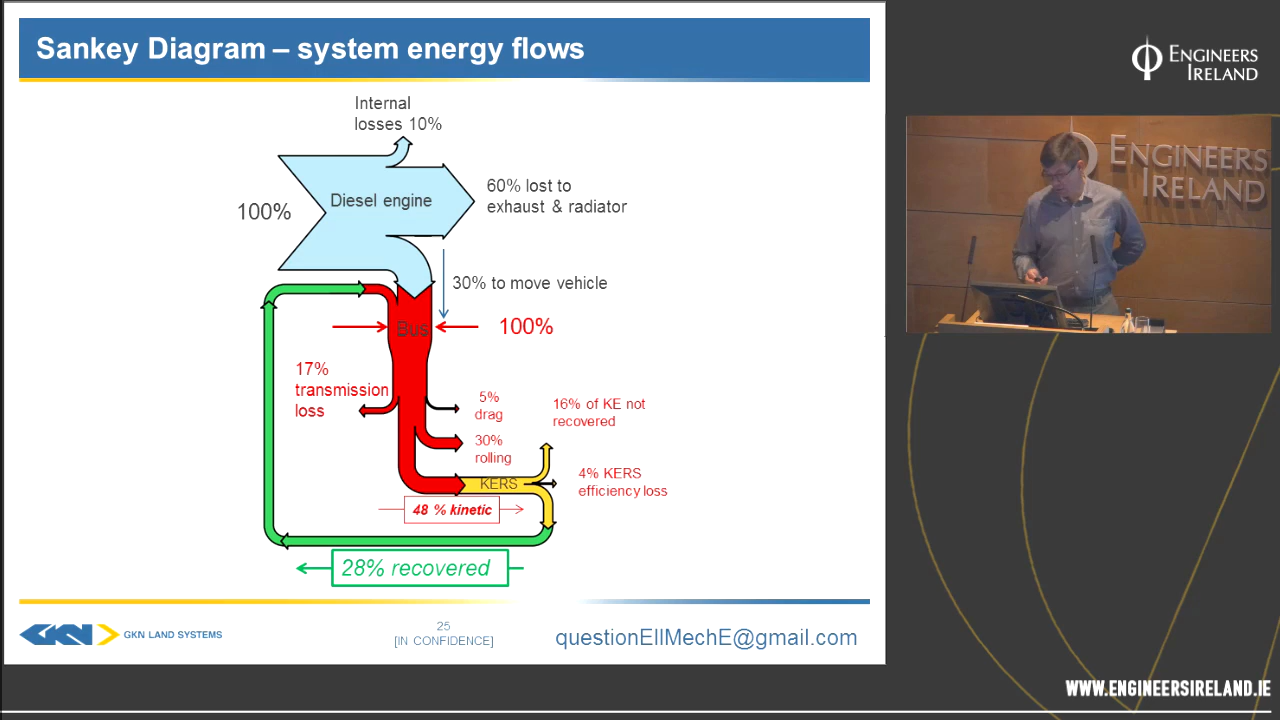 Sankey Diagram – system energy flows
Internal
losses 10%
100%
Diesel engine
60% lost to
exhaust & radiator
30% to move vehicle
Bus
100%
17%
transmission
loss
5%
drag
30%
rolling
16% of KE not
recovered
KERS
4% KERS
efficiency loss
48 % kinetic
28% recovered
GKN
GKN LAND SYSTEMS
25
[IN CONFIDENCE]
questionEIIMechE@gmail.com
ENGINEERS
IRELAND
ENGINEERS
IRELAND
WWW.ENGINEERSIRELAND.IE